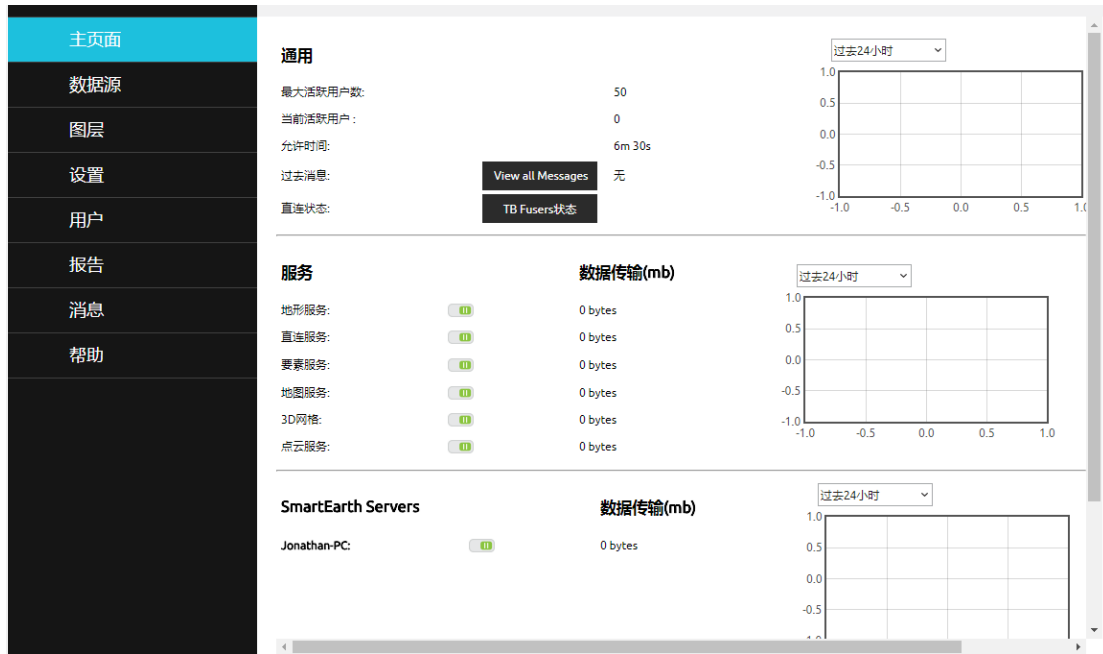 主页面
数据源
图层
设置
用户
报告
消息
帮助
通用
过去24小时
最大活跃用户数: 50
当前活跃用户 : 0
允许时间: 6m 30s
过去消息: View all Messages 无
直连状态: TB Fusers状态
1.0
0.5
0.0
-0.5
-1.0
-1.0 -0.5 0.0 0.5 1.0
服务 数据传输(mb)
过去24小时
地形服务: 0 bytes
直连服务: 0 bytes
要素服务: 0 bytes
地图服务: 0 bytes
3D网格: 0 bytes
点云服务: 0 bytes
1.0
0.5
0.0
-0.5
-1.0
-1.0 -0.5 0.0 0.5 1.0
SmartEarth Servers 数据传输(mb)
过去24小时
Jonathan-PC: 0 bytes
1.0
0.5
0.0
-0.5